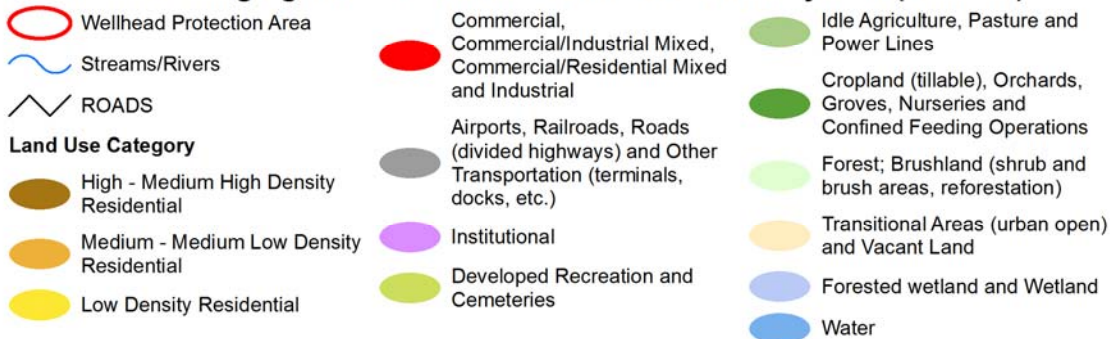 Wellhead Protection Area
Streams/Rivers
ROADS
Land Use Category
High - Medium High Density
Residential
Medium - Medium Low Density
Residential
Low Density Residential
Commercial,
Commercial/Industrial Mixed,
Commercial/Residential Mixed
and Industrial
Airports, Railroads, Roads
(divided highways) and Other
Transportation (terminals,
docks, etc.)
Institutional
Developed Recreation and
Cemeteries
Idle Agriculture, Pasture and
Power Lines
Cropland (tillable), Orchards,
Groves, Nurseries and
Confined Feeding Operations
Forest; Brushland (shrub and
brush areas, reforestation)
Transitional Areas (urban open)
and Vacant Land
Forested wetland and Wetland
Water